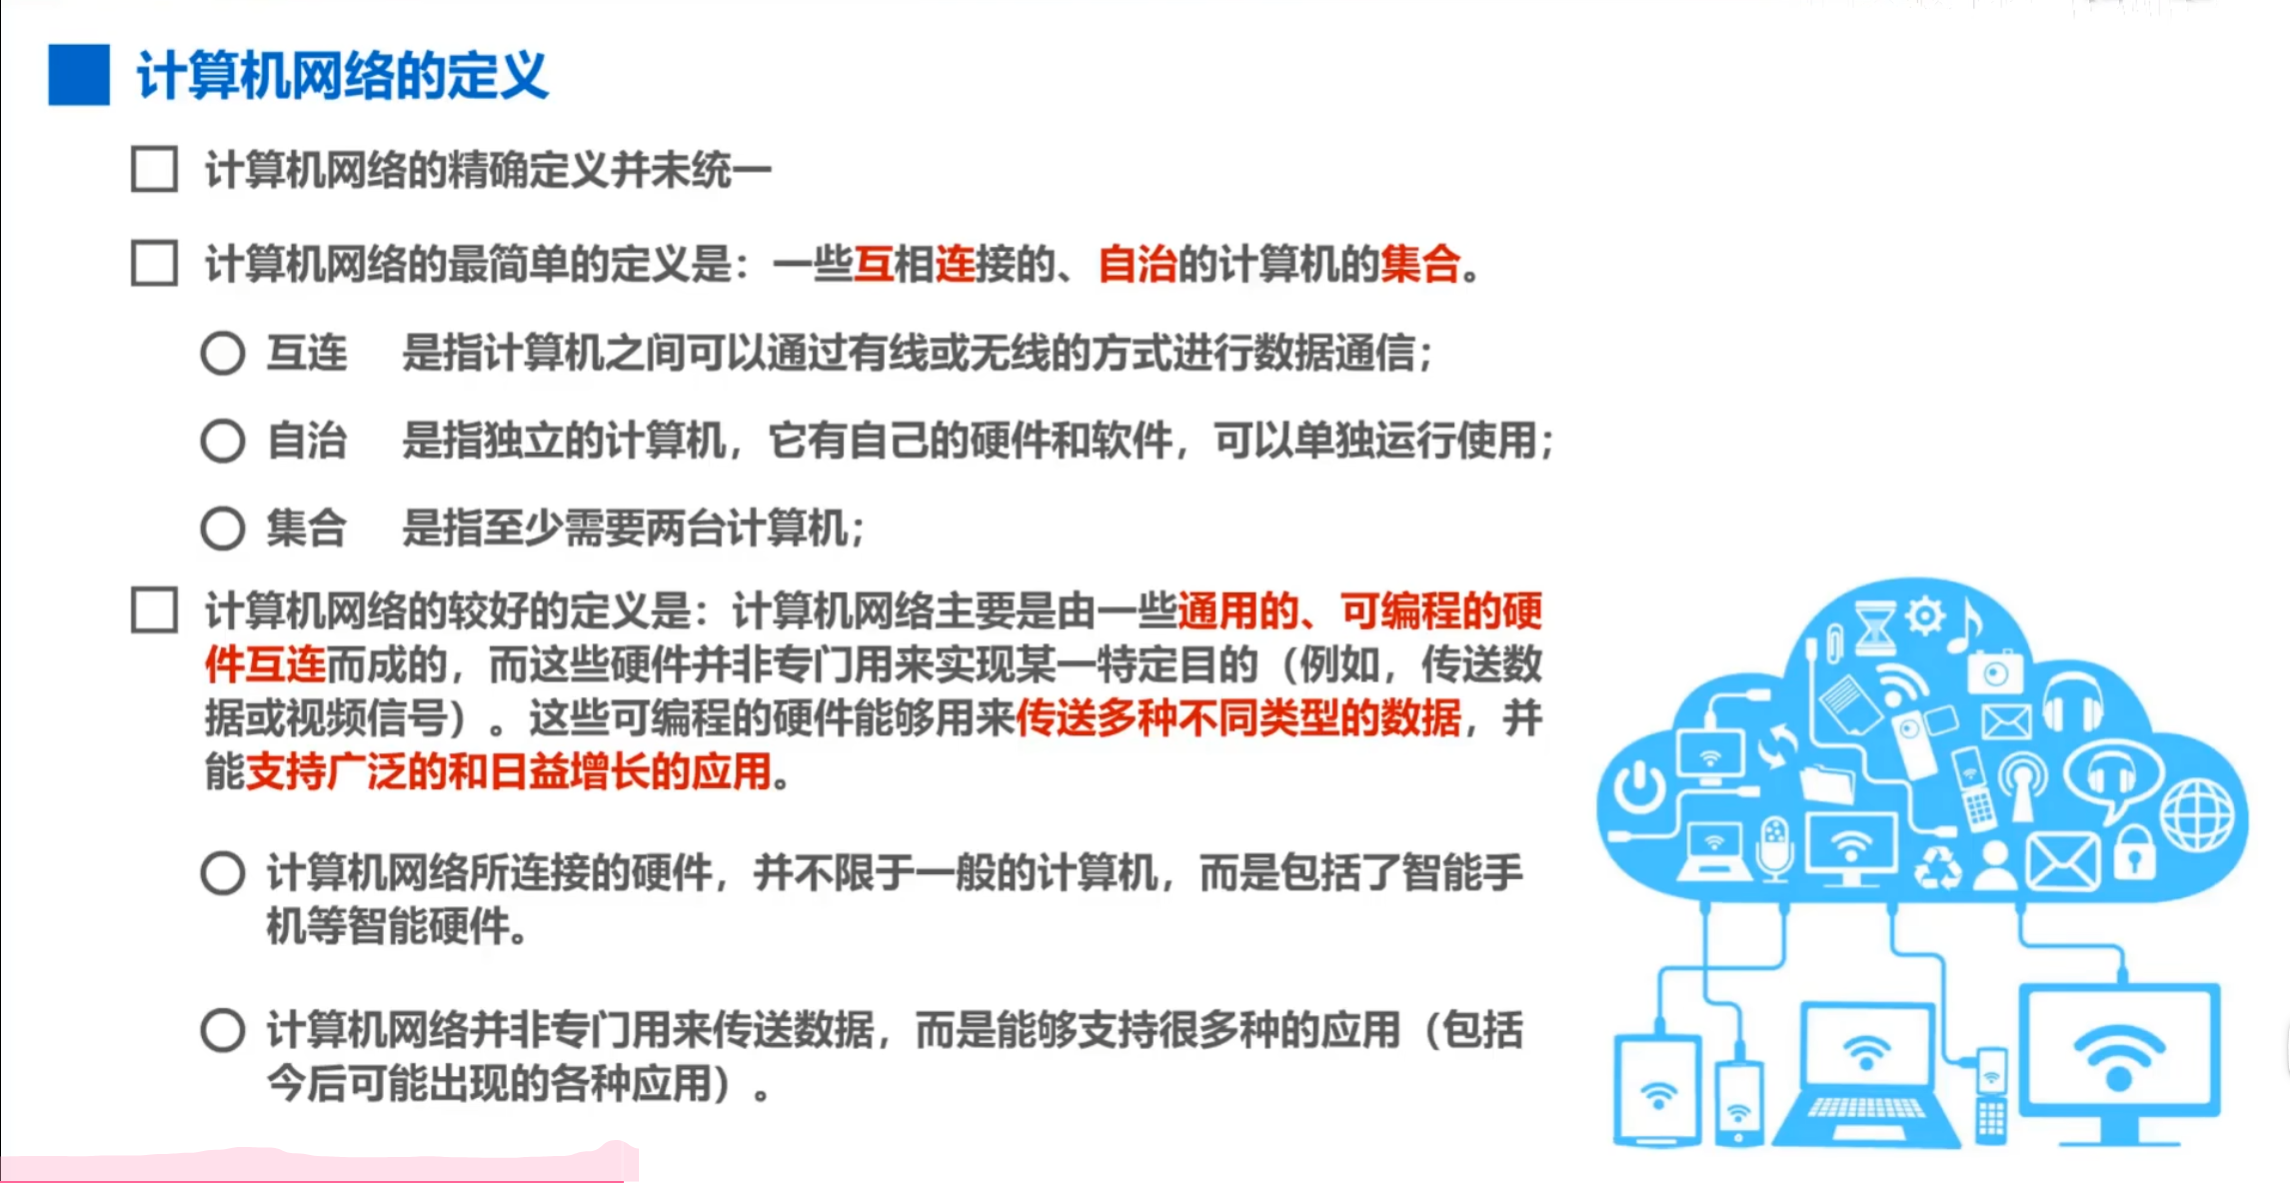 计算机网络的定义
计算机网络的精确定义并未统一
计算机网络的最简单的定义是：一些互相连接的、自治的计算机的集合。
互连 是指计算机之间可以通过有线或无线的方式进行数据通信；
自治 是指独立的计算机，它有自己的硬件和软件，可以单独运行使用；
集合 是指至少需要两台计算机；
计算机网络的较好的定义是：计算机网络主要是由一些通用的、可编程的硬
件互连而成的，而这些硬件并非专门用来实现某一特定目的（例如，传送数
据或视频信号）。这些可编程的硬件能够用来传送多种不同类型的数据，并
能支持广泛的和日益增长的应用。
计算机网络所连接的硬件，并不限于一般的计算机，而是包括了智能手
机等智能硬件。
计算机网络并非专门用来传送数据，而是能够支持很多种的应用（包括
今后可能出现的各种应用）。